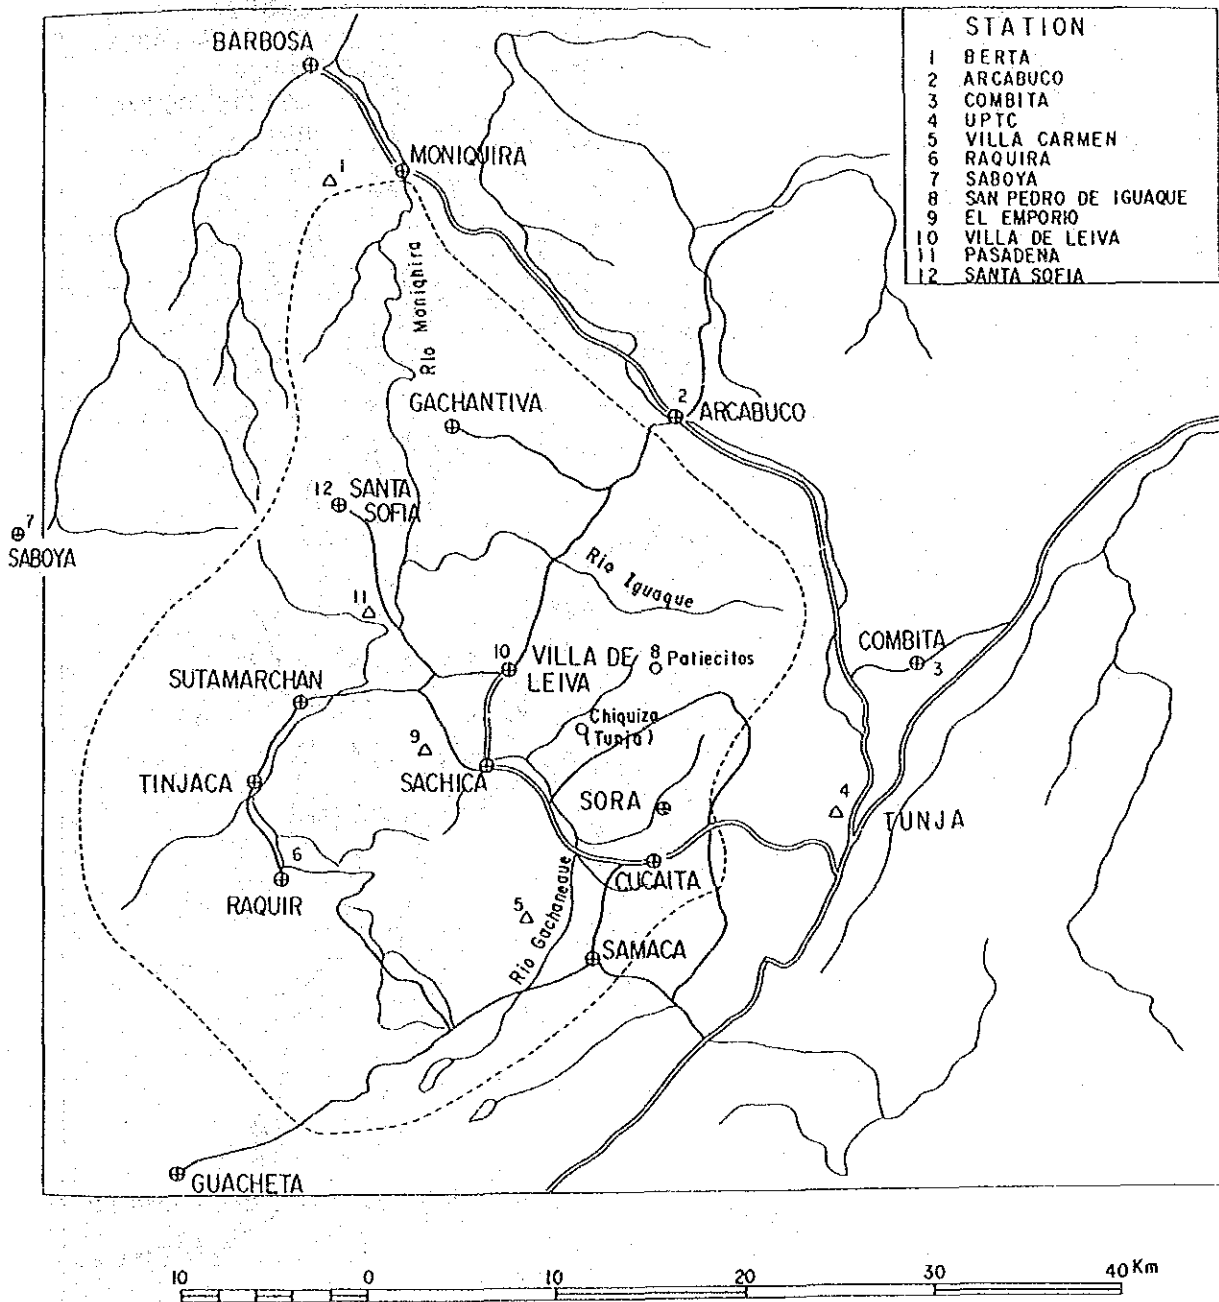 STATION
1 BERTA
2 ARCABUCO
3 COMBITA
4 UPTC
5 VILLA CARMEN
6 RAQUIRA
7 SABOYA
8 SAN PEDRO DE IGUAQUE
9 EL EMPORIO
10 VILLA DE LEIVA
11 PASADENA
12 SANTA SOFIA
BARBOSA
1
MONIQUIRA
Rio Moniqhira
2
GACHANTIVA
ARCABUCO
12 SANTA
SOFIA
7
SABOYA
Rio Iguaque
11
COMBITA
3
10 VILLA DE
LEIVA
8
Patiecitos
SUTAMARCHAN
Chiquiza
(Tunja)
9
TINJACA
SACHICA
SORA
4
TUNJA
6
RAQUIR
CUCAITA
5
Rio Gachaneque
SAMACA
GUACHETA
10 0 10 20 30 40 Km